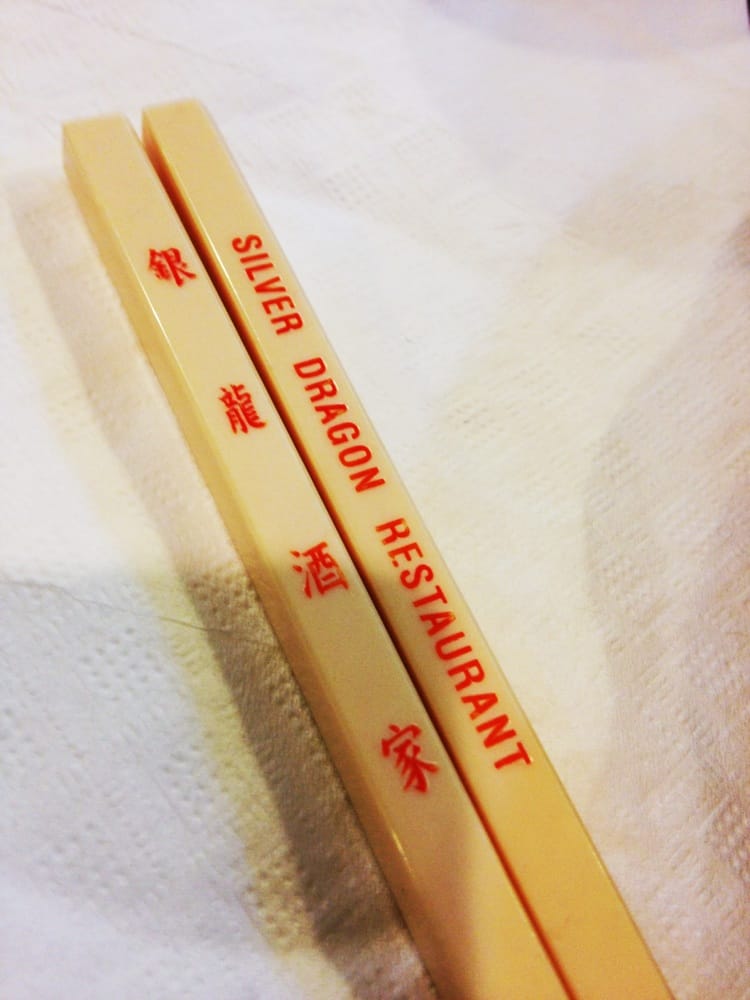 銀龍酒家
SILVER DRAGON RESTAURANT